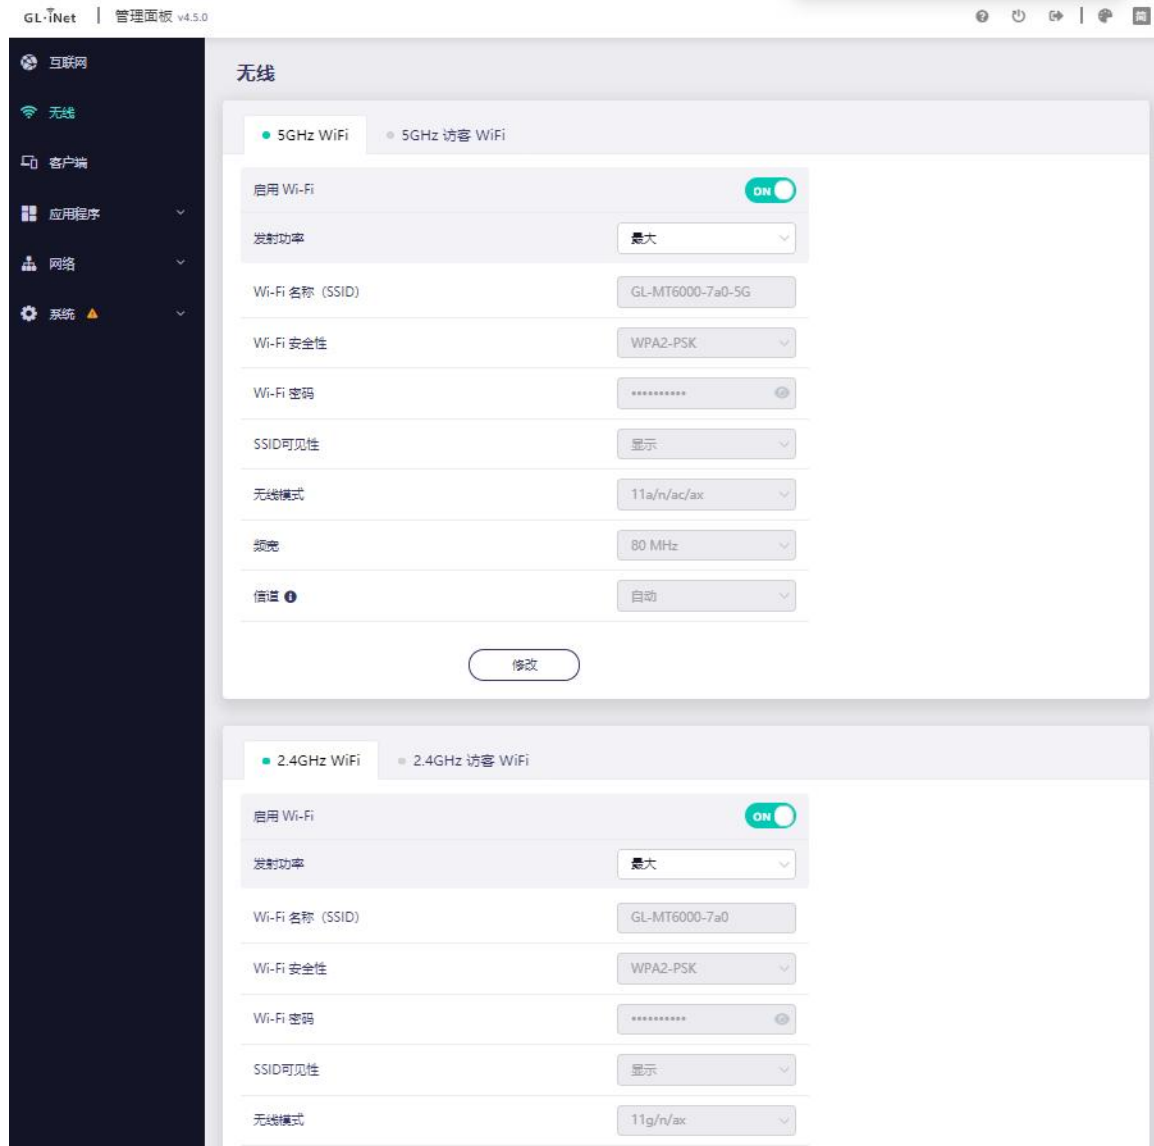 GL·iNet | 管理面板 v4.5.0
简
互联网
无线
客户端
应用程序
网络
系统
无线
5GHz WiFi 5GHz 访客 WiFi
启用 Wi-Fi ON
发射功率 最大
Wi-Fi 名称（SSID） GL-MT6000-7a0-5G
Wi-Fi 安全性 WPA2-PSK
Wi-Fi 密码 ••••••••••
SSID可见性 显示
无线模式 11a/n/ac/ax
频宽 80 MHz
信道 自动
修改
2.4GHz WiFi 2.4GHz 访客 WiFi
启用 Wi-Fi ON
发射功率 最大
Wi-Fi 名称（SSID） GL-MT6000-7a0
Wi-Fi 安全性 WPA2-PSK
Wi-Fi 密码 ••••••••••
SSID可见性 显示
无线模式 11g/n/ax